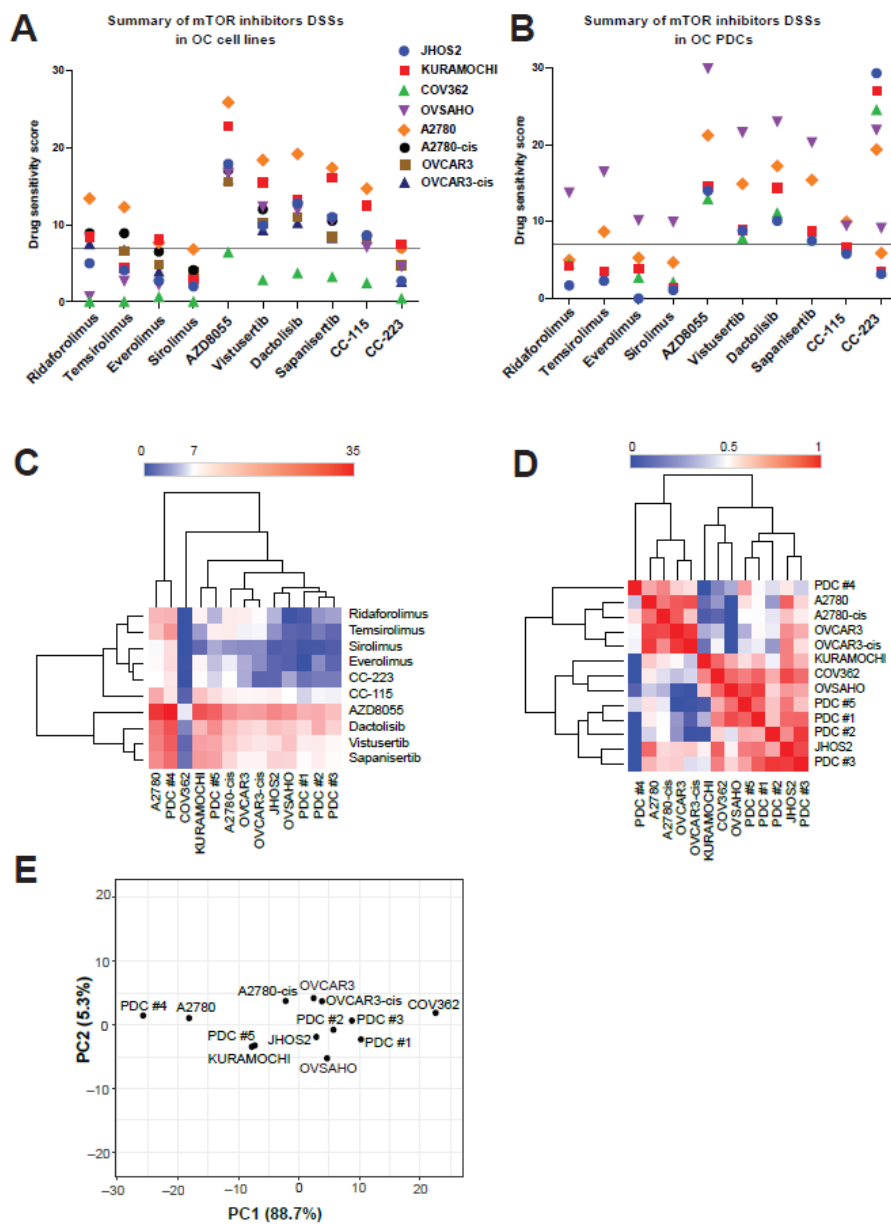 A
Summary of mTOR inhibitors DSSs
in OC cell lines
Drug sensitivity score
30
20
10
0
Ridaforolimus
Temsirolimus
Everolimus
Sirolimus
AZD8055
Vistusertib
Dactolisib
Sapanisertib
CC-115
CC-223
JHOS2
KURAMOCHI
COV362
OVSAHO
A2780
A2780-cis
OVCAR3
OVCAR3-cis
B
Summary of mTOR inhibitors DSSs
in OC PDCs
Drug sensitivity score
30
20
10
0
Ridaforolimus
Temsirolimus
Everolimus
Sirolimus
AZD8055
Vistusertib
Dactolisib
Sapanisertib
CC-115
CC-223
C
0 7 35
Ridaforolimus
Temsirolimus
Sirolimus
Everolimus
CC-223
CC-115
AZD8055
Dactolisib
Vistusertib
Sapanisertib
A2780
PDC #4
COV362
KURAMOCHI
PDC #5
A2780-cis
OVCAR3
OVCAR3-cis
JHOS2
OVSAHO
PDC #1
PDC #2
PDC #3
D
0 0.5 1
PDC #4
A2780
A2780-cis
OVCAR3
OVCAR3-cis
KURAMOCHI
COV362
OVSAHO
PDC #5
PDC #1
PDC #2
JHOS2
PDC #3
PDC #4
A2780
A2780-cis
OVCAR3
OVCAR3-cis
KURAMOCHI
COV362
OVSAHO
PDC #5
PDC #1
PDC #2
JHOS2
PDC #3
E
PC2 (5.3%)
20
10
0
−10
−20
PDC #4
A2780
A2780-cis
OVCAR3
OVCAR3-cis
COV362
PDC #2
PDC #3
PDC #5
JHOS2
PDC #1
KURAMOCHI
OVSAHO
−30 −20 −10 0 10 20
PC1 (88.7%)